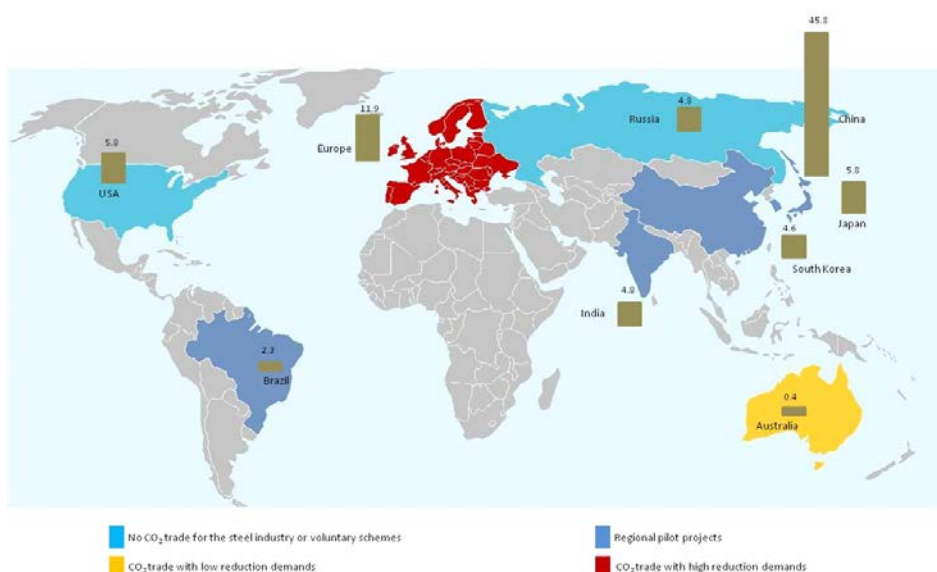 45.8
11.9
4.8
Russia
China
Europe
5.8
USA
5.8
Japan
4.6
South Korea
4.8
India
2.3
Brazil
0.4
Australia
No CO₂ trade for the steel industry or voluntary schemes
Regional pilot projects
CO₂ trade with low reduction demands
CO₂ trade with high reduction demands